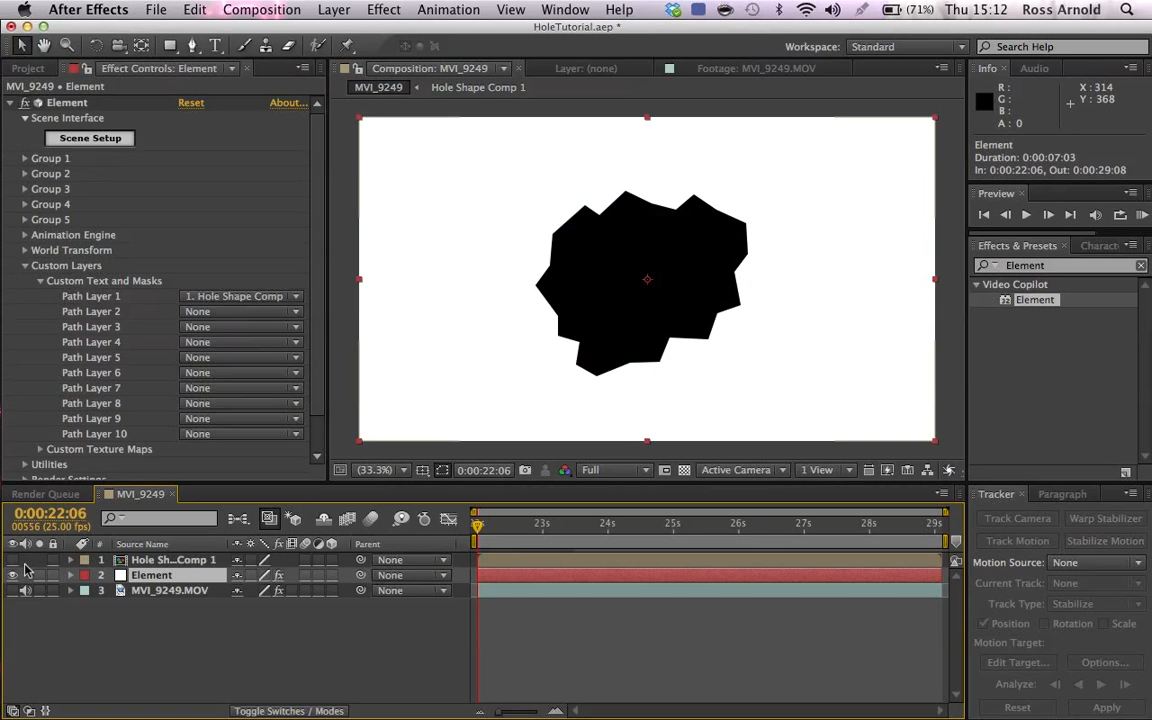 After Effects File Edit Composition Layer Effect Animation View Window Help (71%) Thu 15:12 Ross Arnold
HoleTutorial.aep *
Workspace: Standard Search Help
Project Effect Controls: Element Composition: MVI_9249 Layer: (none) Footage: MVI_9249.MOV Info Audio
MVI_9249 • Element MVI_9249 Hole Shape Comp 1
R: X: 314
G: Y: 368
B:
A: 0
fx Element Reset About...
Scene Interface
Scene Setup
Group 1
Group 2
Group 3
Group 4
Group 5
Animation Engine
World Transform
Custom Layers
Custom Text and Masks
Path Layer 1 1. Hole Shape Comp
Path Layer 2 None
Path Layer 3 None
Path Layer 4 None
Path Layer 5 None
Path Layer 6 None
Path Layer 7 None
Path Layer 8 None
Path Layer 9 None
Path Layer 10 None
Custom Texture Maps
Utilities
Render Settings
Element
Duration: 0:00:07:03
In: 0:00:22:06, Out: 0:00:29:08
Preview
Effects & Presets Charact
Element
Video Copilot
Element
(33.3%) 0:00:22:06 Full Active Camera 1 View
Render Queue MVI_9249
0:00:22:06
00556 (25.00 fps)
23s 24s 25s 26s 27s 28s 29s
# Source Name fx Parent
1 Hole Sh...Comp 1 None
2 Element fx None
3 MVI_9249.MOV fx None
Toggle Switches / Modes
Tracker Paragraph
Track Camera Warp Stabilizer
Track Motion Stabilize Motion
Motion Source: None
Current Track: None
Track Type: Stabilize
Position Rotation Scale
Motion Target:
Edit Target... Options...
Analyze:
Reset Apply